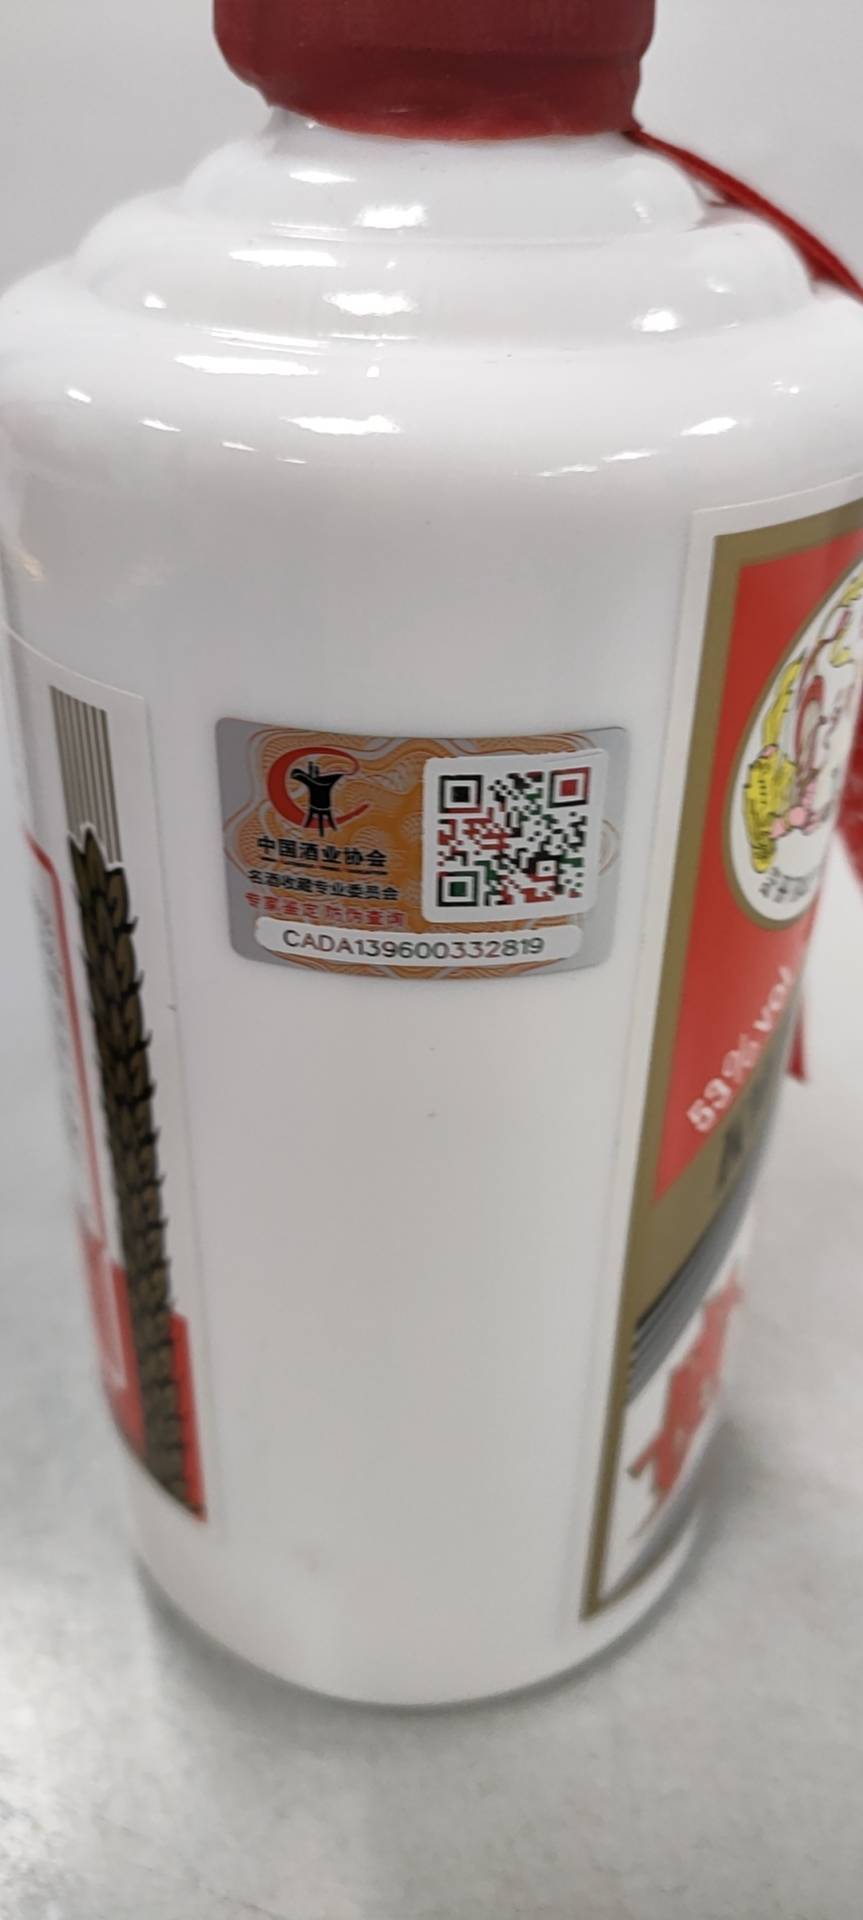 中国酒业协会
名酒收藏专业委员会
专家鉴定 防伪查询
CADA139600332819
53% vol